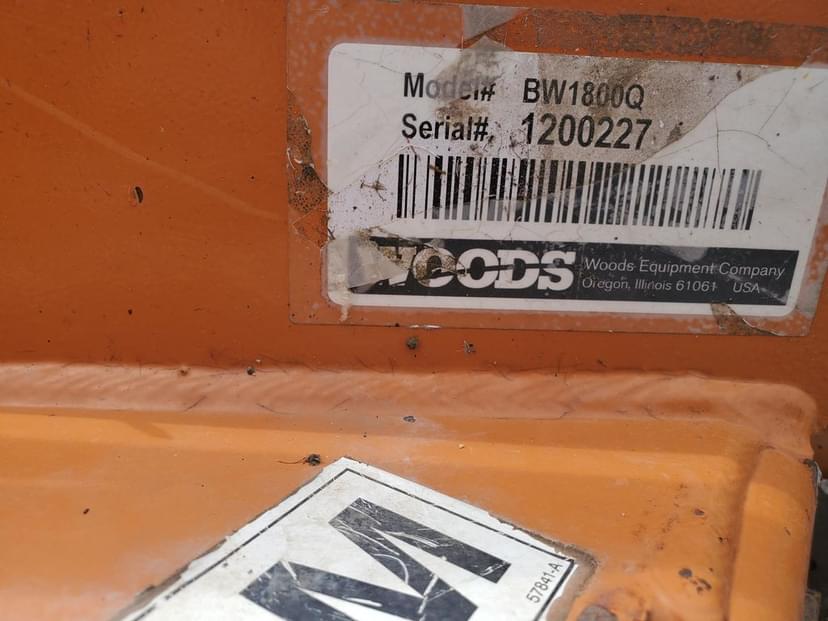 Model# BW1800Q
Serial# 1200227
WOODS
Woods Equipment Company
Oregon, Illinois 61061 USA
M
57841-A